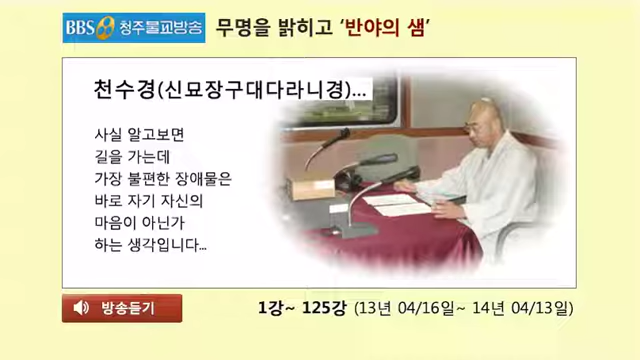 BBS 청주불교방송 무명을 밝히고 ‘반야의 샘’
천수경(신묘장구대다라니경)...
사실 알고보면
길을 가는데
가장 불편한 장애물은
바로 자기 자신의
마음이 아닌가
하는 생각입니다...
방송듣기 1강~ 125강 (13년 04/16일~ 14년 04/13일)